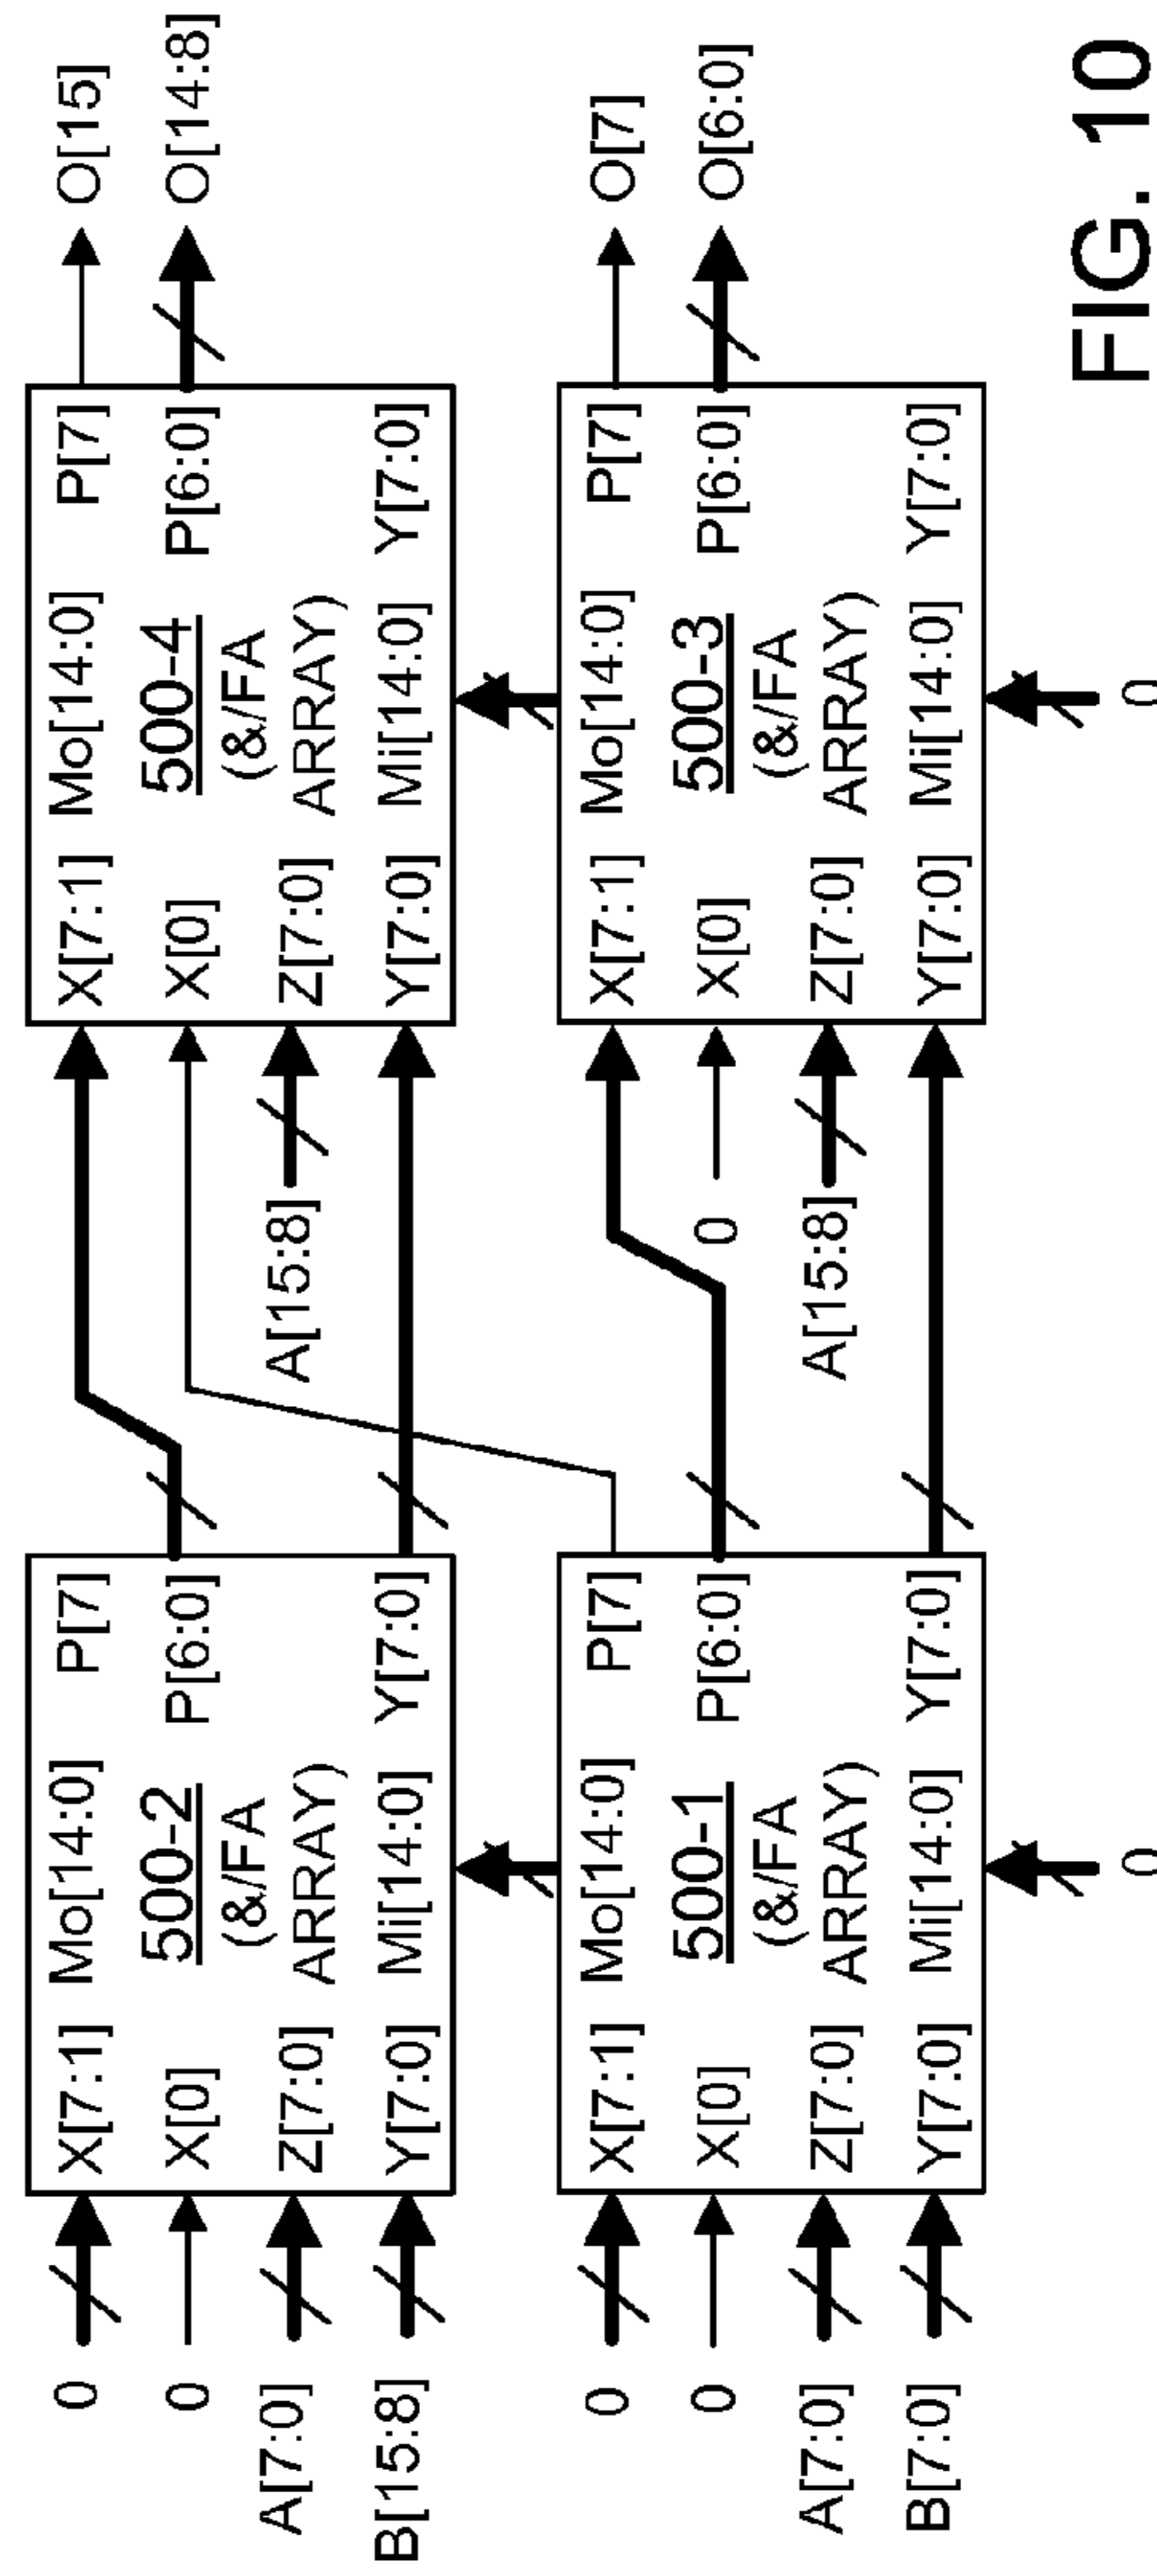 0
0
A[7:0]
B[15:8]
X[7:1]
X[0]
Z[7:0]
Y[7:0]
Mo[14:0]
500-2
(&/FA
ARRAY)
Mi[14:0]
P[7]
P[6:0]
Y[7:0]
A[15:8]
X[7:1]
X[0]
Z[7:0]
Y[7:0]
Mo[14:0]
500-4
(&/FA
ARRAY)
Mi[14:0]
P[7]
P[6:0]
Y[7:0]
O[15]
O[14:8]
0
0
A[7:0]
B[7:0]
X[7:1]
X[0]
Z[7:0]
Y[7:0]
Mo[14:0]
500-1
(&/FA
ARRAY)
Mi[14:0]
P[7]
P[6:0]
Y[7:0]
0
0
A[15:8]
X[7:1]
X[0]
Z[7:0]
Y[7:0]
Mo[14:0]
500-3
(&/FA
ARRAY)
Mi[14:0]
P[7]
P[6:0]
Y[7:0]
0
O[7]
O[6:0]
FIG. 10